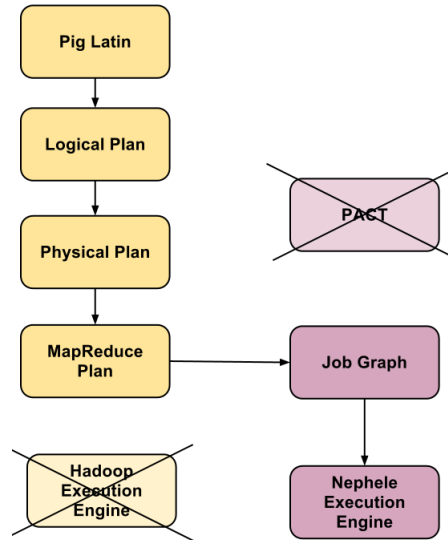 Pig Latin
Logical Plan
PACT
Physical Plan
MapReduce
Plan
Job Graph
Hadoop
Execution
Engine
Nephele
Execution
Engine